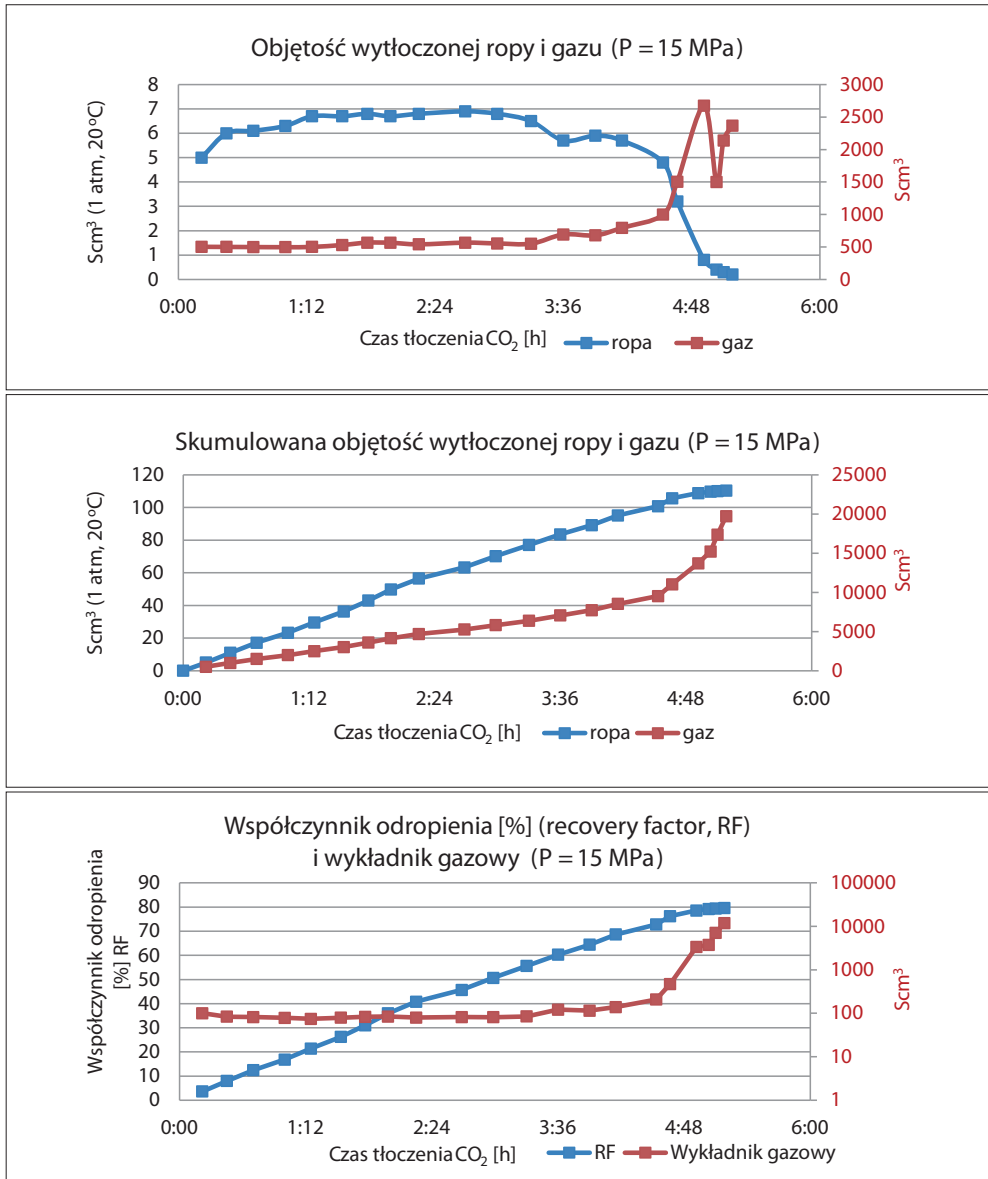 Objętość wytłoczonej ropy i gazu (P = 15 MPa)
Scm³ (1 atm, 20°C)
8
7
6
5
4
3
2
1
0
3000
2500
2000
1500
1000
500
0
Scm³
0:00 1:12 2:24 3:36 4:48 6:00
Czas tłoczenia CO₂ [h] ropa gaz
Skumulowana objętość wytłoczonej ropy i gazu (P = 15 MPa)
Scm³ (1 atm, 20°C)
120
100
80
60
40
20
0
25000
20000
15000
10000
5000
0
Scm³
0:00 1:12 2:24 3:36 4:48 6:00
Czas tłoczenia CO₂ [h] ropa gaz
Współczynnik odropienia [%] (recovery factor, RF)
i wykładnik gazowy (P = 15 MPa)
Współczynnik odropienia
[%] RF
90
80
70
60
50
40
30
20
10
0
100000
10000
1000
100
10
1
Scm³
0:00 1:12 2:24 3:36 4:48 6:00
Czas tłoczenia CO₂ [h] RF Wykładnik gazowy